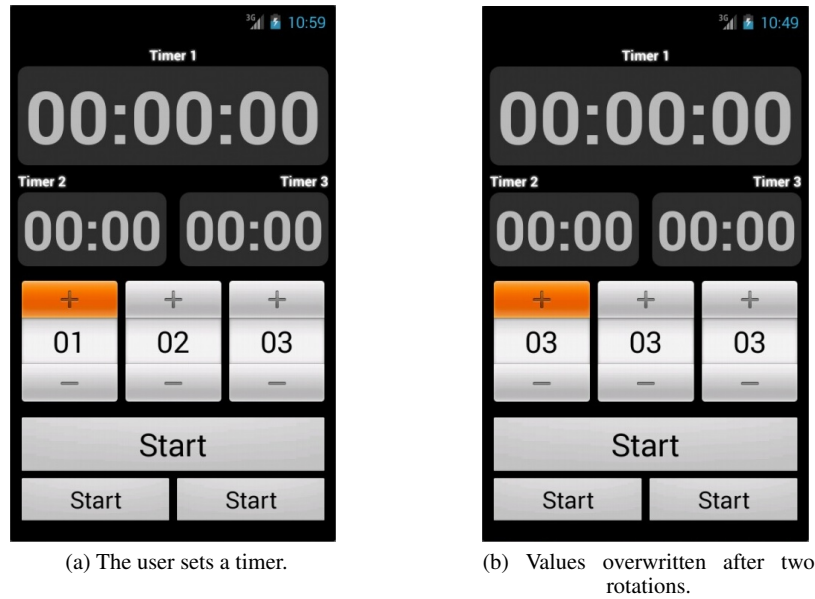 3G 10:59
Timer 1
00:00:00
Timer 2 Timer 3
00:00 00:00
+ + +
01 02 03
− − −
Start
Start Start
(a) The user sets a timer.
3G 10:49
Timer 1
00:00:00
Timer 2 Timer 3
00:00 00:00
+ + +
03 03 03
− − −
Start
Start Start
(b) Values overwritten after two
rotations.